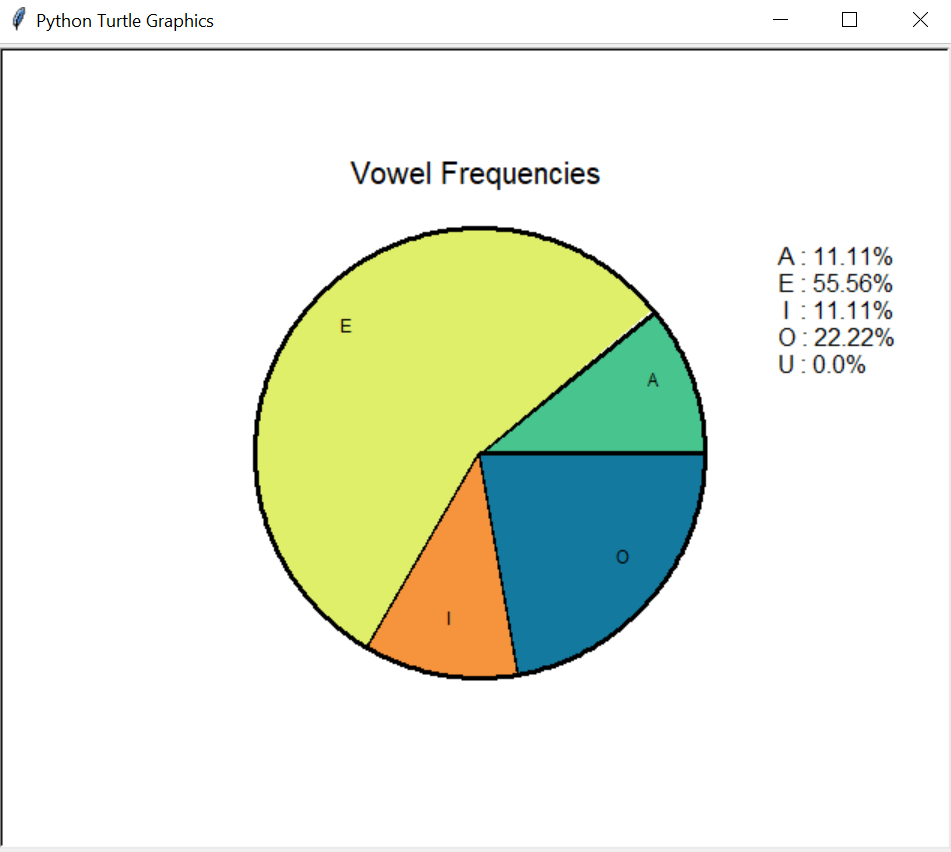 Python Turtle Graphics
Vowel Frequencies
A : 11.11%
E : 55.56%
I : 11.11%
O : 22.22%
U : 0.0%
E
A
O
I